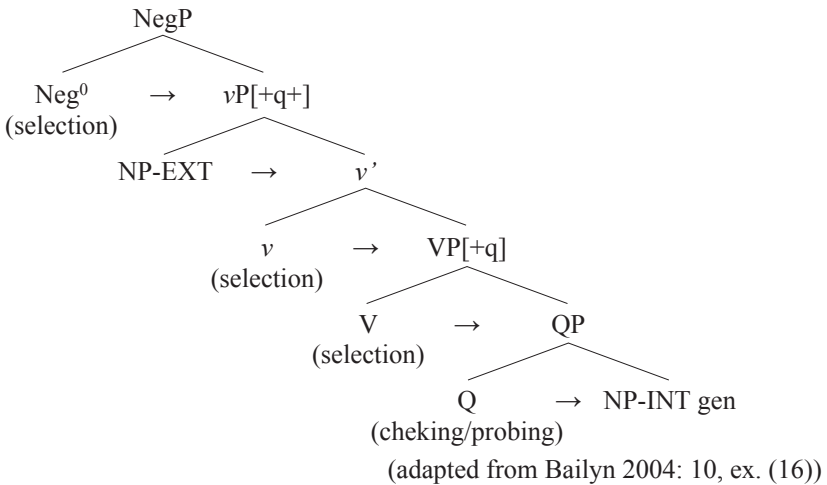 NegP
Neg⁰ → vP[+q+]
(selection)
NP-EXT → v’
v → VP[+q]
(selection)
V → QP
(selection)
Q → NP-INT gen
(cheking/probing)
(adapted from Bailyn 2004: 10, ex. (16))